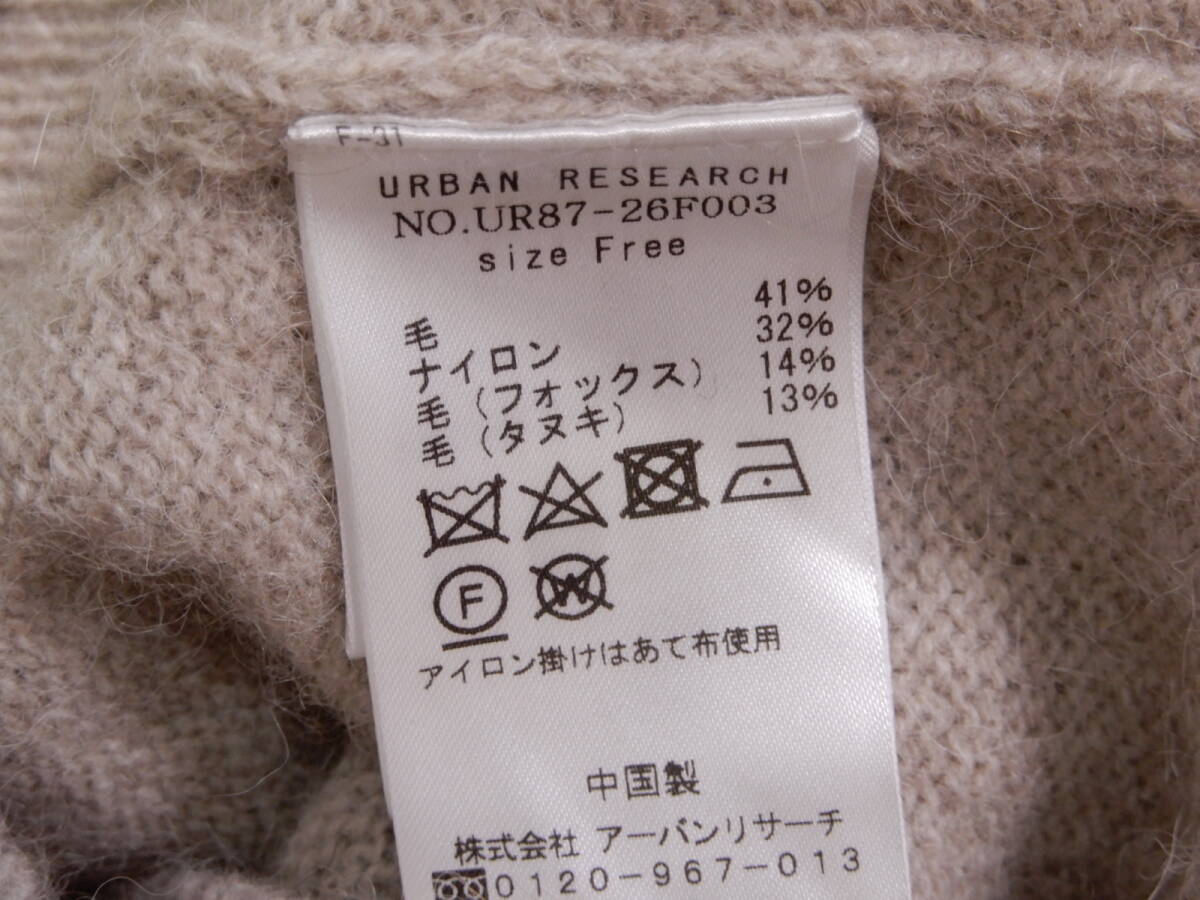 F-31
URBAN RESEARCH
NO.UR87-26F003
size Free
毛 41%
ナイロン 32%
毛 (フォックス) 14%
毛 (タヌキ) 13%
F W
アイロン掛けはあて布使用
中国製
株式会社 アーバンリサーチ
0120-967-013